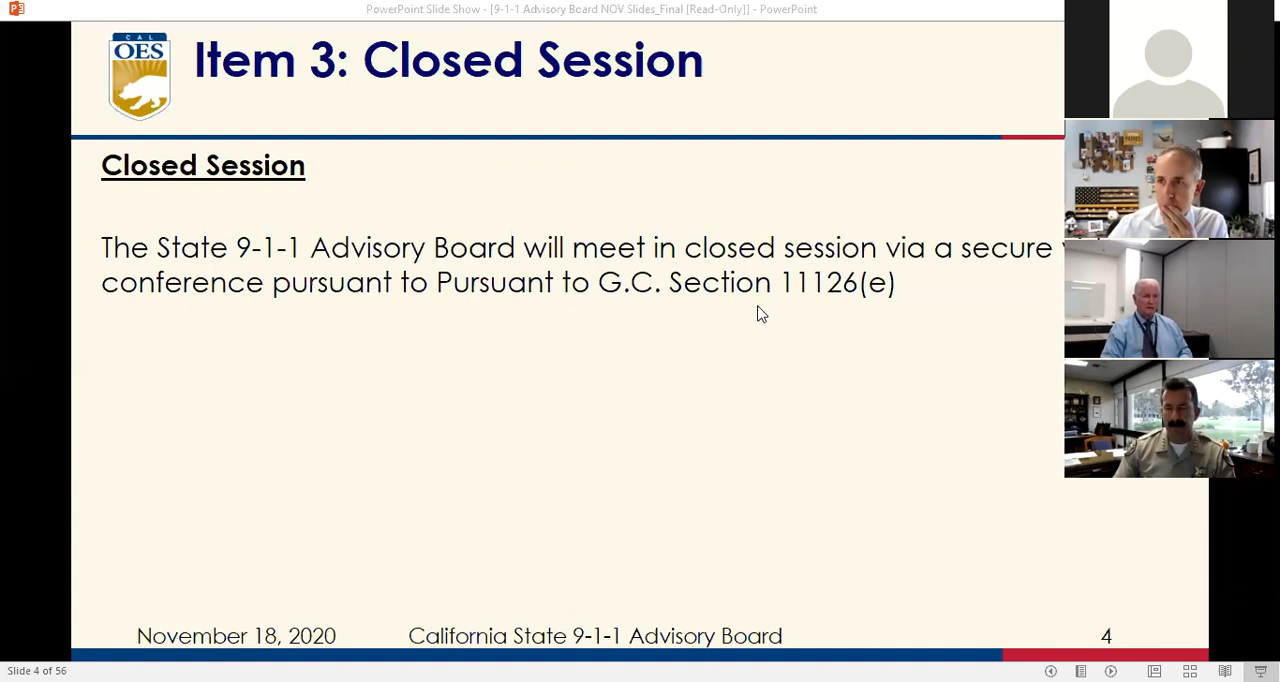 PowerPoint Slide Show - [9-1-1 Advisory Board NOV Slides_Final [Read-Only]] - PowerPoint
CAL
OES
Item 3: Closed Session
Closed Session
The State 9-1-1 Advisory Board will meet in closed session via a secure
conference pursuant to Pursuant to G.C. Section 11126(e)
November 18, 2020 California State 9-1-1 Advisory Board 4
Slide 4 of 56